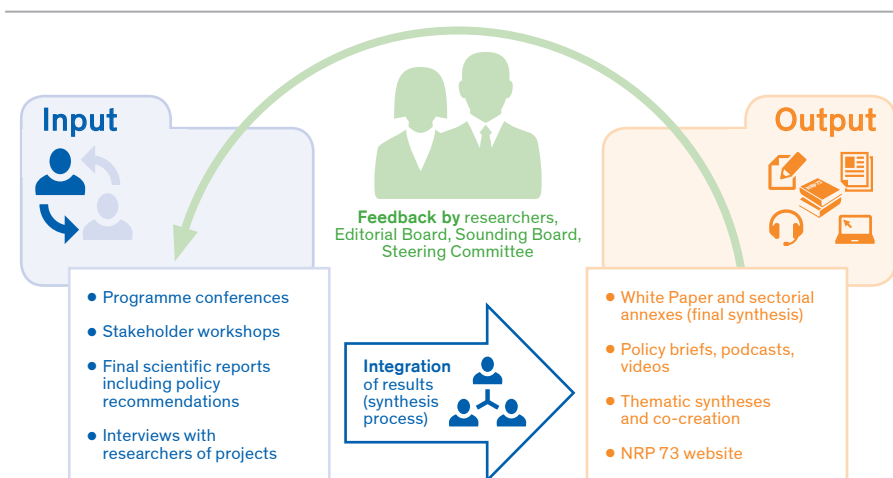 Input
Output
Feedback by researchers,
Editorial Board, Sounding Board,
Steering Committee
• Programme conferences
• Stakeholder workshops
• Final scientific reports
including policy
recommendations
• Interviews with
researchers of projects
Integration
of results
(synthesis
process)
• White Paper and sectorial
annexes (final synthesis)
• Policy briefs, podcasts,
videos
• Thematic syntheses
and co-creation
• NRP 73 website